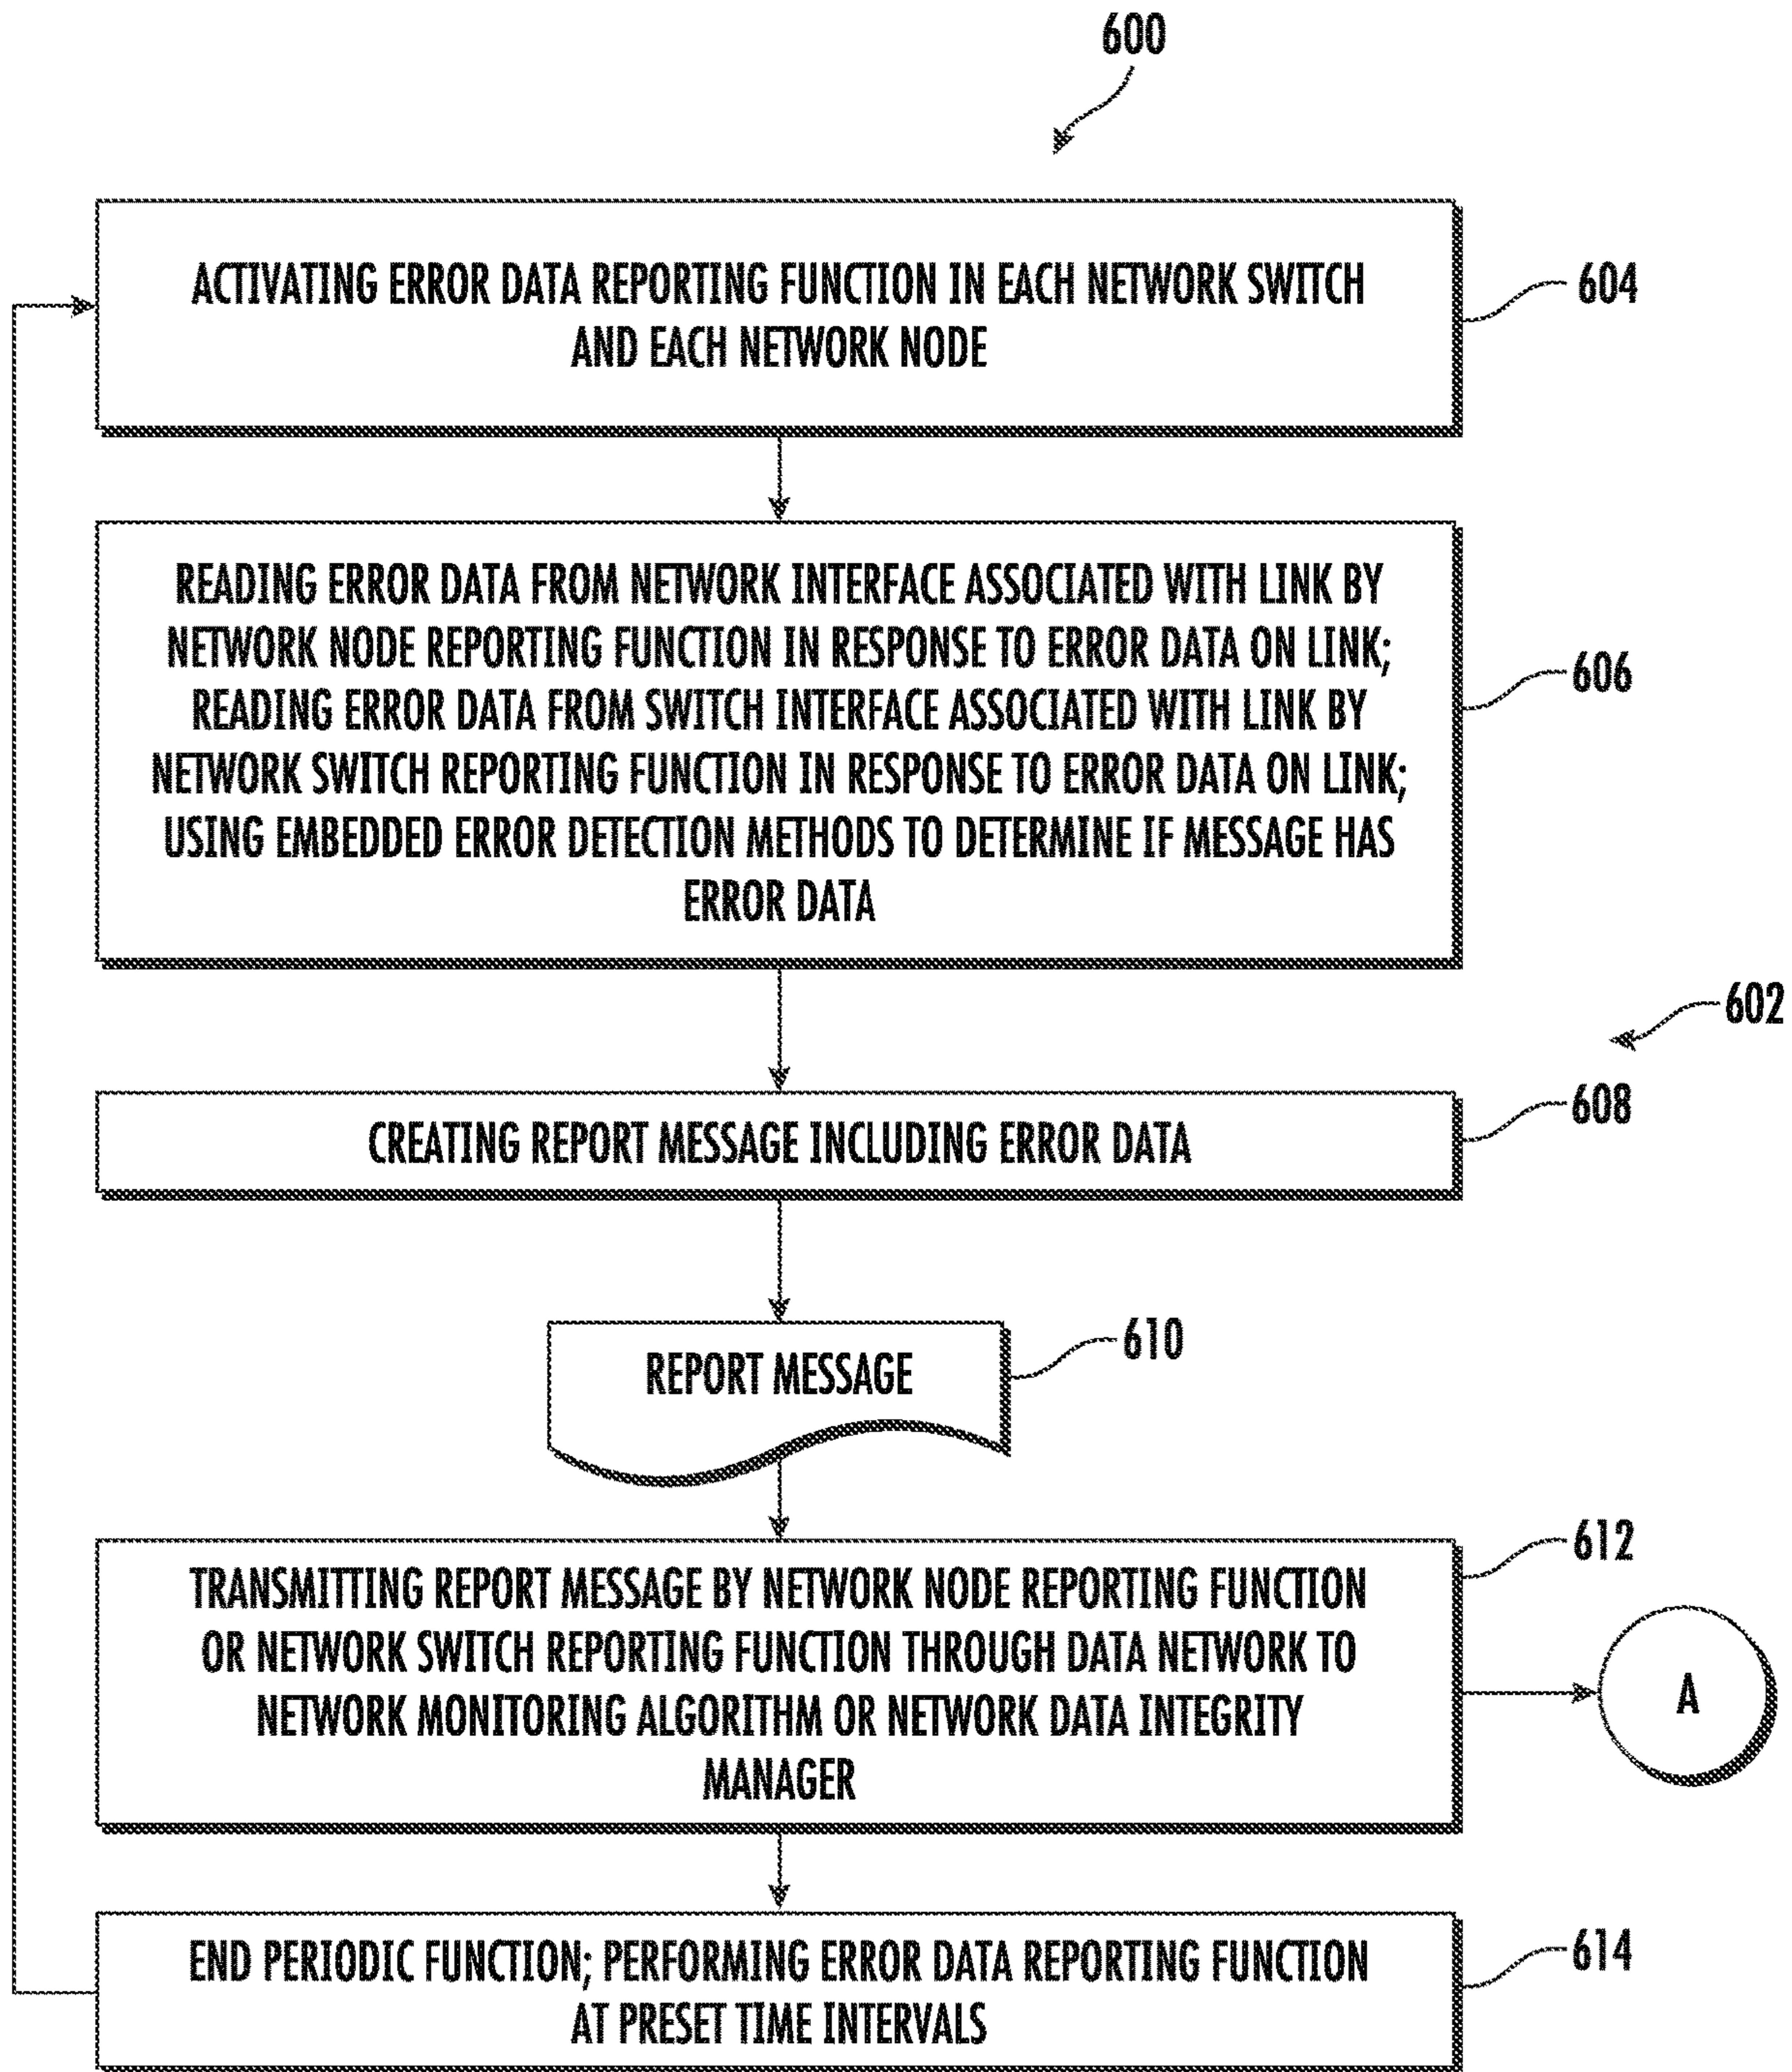 600
ACTIVATING ERROR DATA REPORTING FUNCTION IN EACH NETWORK SWITCH
AND EACH NETWORK NODE
604
READING ERROR DATA FROM NETWORK INTERFACE ASSOCIATED WITH LINK BY
NETWORK NODE REPORTING FUNCTION IN RESPONSE TO ERROR DATA ON LINK;
READING ERROR DATA FROM SWITCH INTERFACE ASSOCIATED WITH LINK BY
NETWORK SWITCH REPORTING FUNCTION IN RESPONSE TO ERROR DATA ON LINK;
USING EMBEDDED ERROR DETECTION METHODS TO DETERMINE IF MESSAGE HAS
ERROR DATA
606
602
CREATING REPORT MESSAGE INCLUDING ERROR DATA
608
REPORT MESSAGE
610
TRANSMITTING REPORT MESSAGE BY NETWORK NODE REPORTING FUNCTION
OR NETWORK SWITCH REPORTING FUNCTION THROUGH DATA NETWORK TO
NETWORK MONITORING ALGORITHM OR NETWORK DATA INTEGRITY
MANAGER
612
A
END PERIODIC FUNCTION; PERFORMING ERROR DATA REPORTING FUNCTION
AT PRESET TIME INTERVALS
614